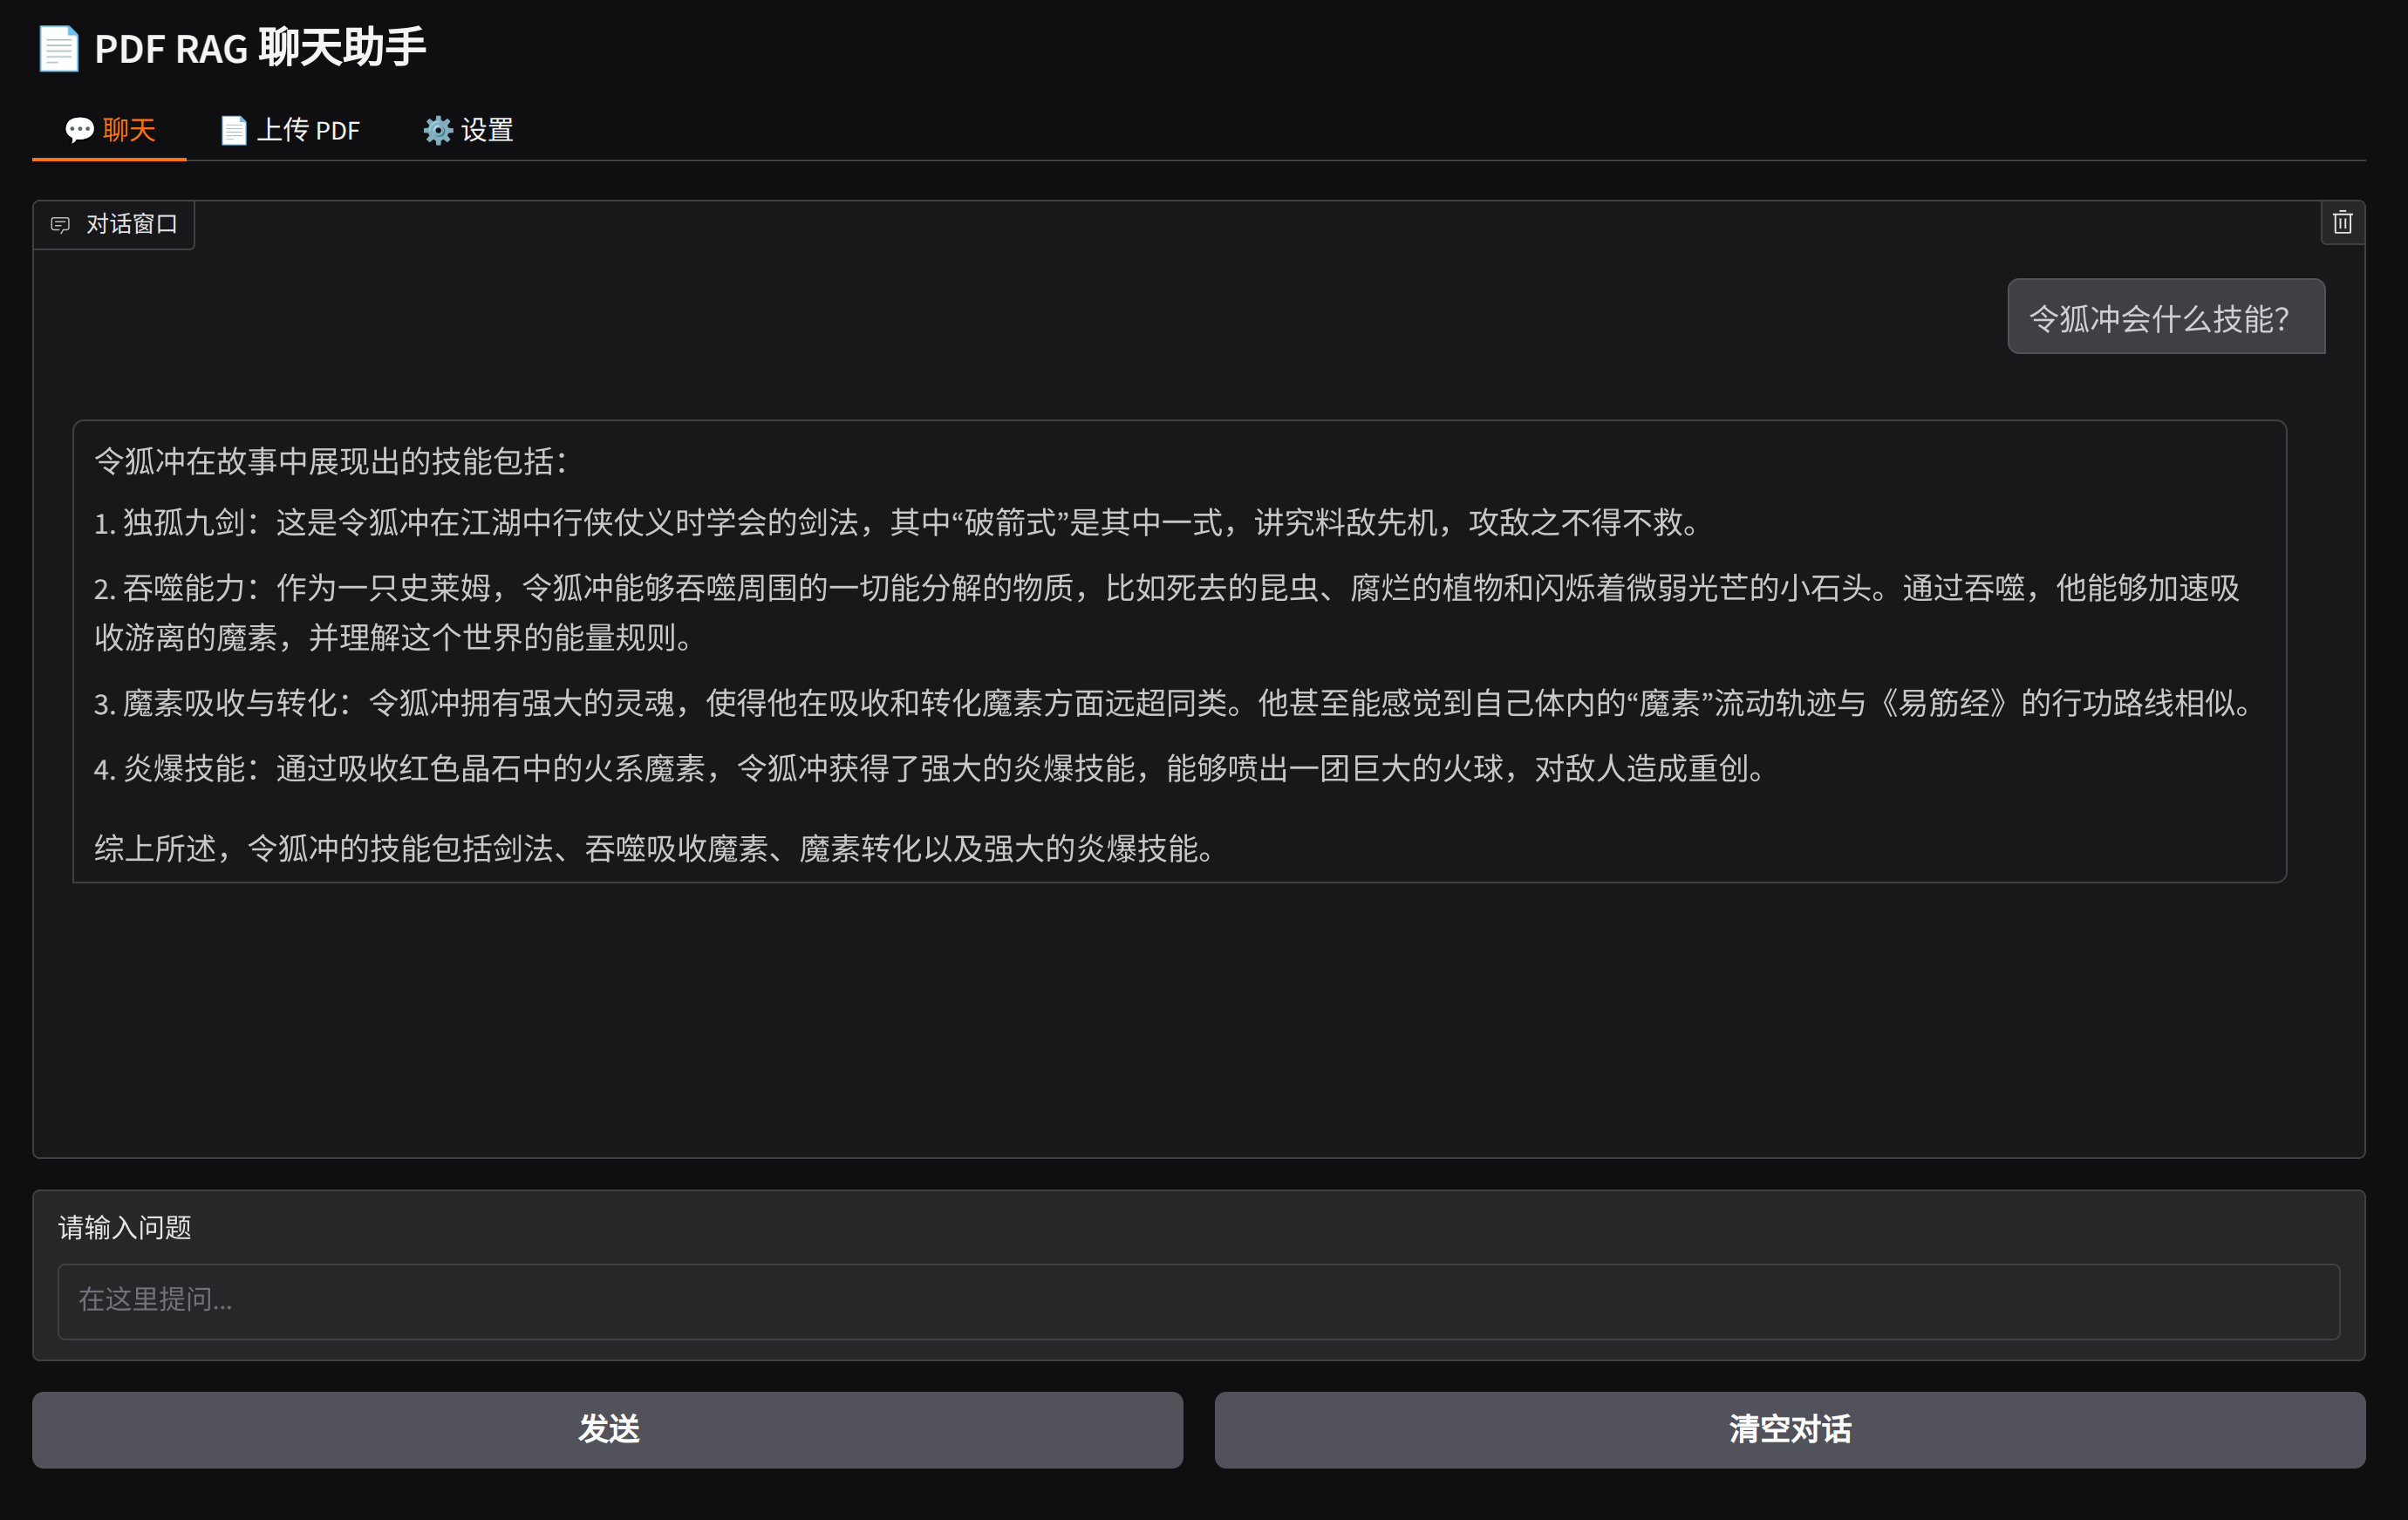 📄 PDF RAG 聊天助手
💬 聊天
📄 上传 PDF
⚙️ 设置
对话窗口
令狐冲会什么技能？
令狐冲在故事中展现出的技能包括：
1. 独孤九剑：这是令狐冲在江湖中行侠仗义时学会的剑法，其中“破箭式”是其中一式，讲究料敌先机，攻敌之不得不救。
2. 吞噬能力：作为一只史莱姆，令狐冲能够吞噬周围的一切能分解的物质，比如死去的昆虫、腐烂的植物和闪烁着微弱光芒的小石头。通过吞噬，他能够加速吸
收游离的魔素，并理解这个世界的能量规则。
3. 魔素吸收与转化：令狐冲拥有强大的灵魂，使得他在吸收和转化魔素方面远超同类。他甚至能感觉到自己体内的“魔素”流动轨迹与《易筋经》的行功路线相似。
4. 炎爆技能：通过吸收红色晶石中的火系魔素，令狐冲获得了强大的炎爆技能，能够喷出一团巨大的火球，对敌人造成重创。
综上所述，令狐冲的技能包括剑法、吞噬吸收魔素、魔素转化以及强大的炎爆技能。
请输入问题
在这里提问...
发送
清空对话